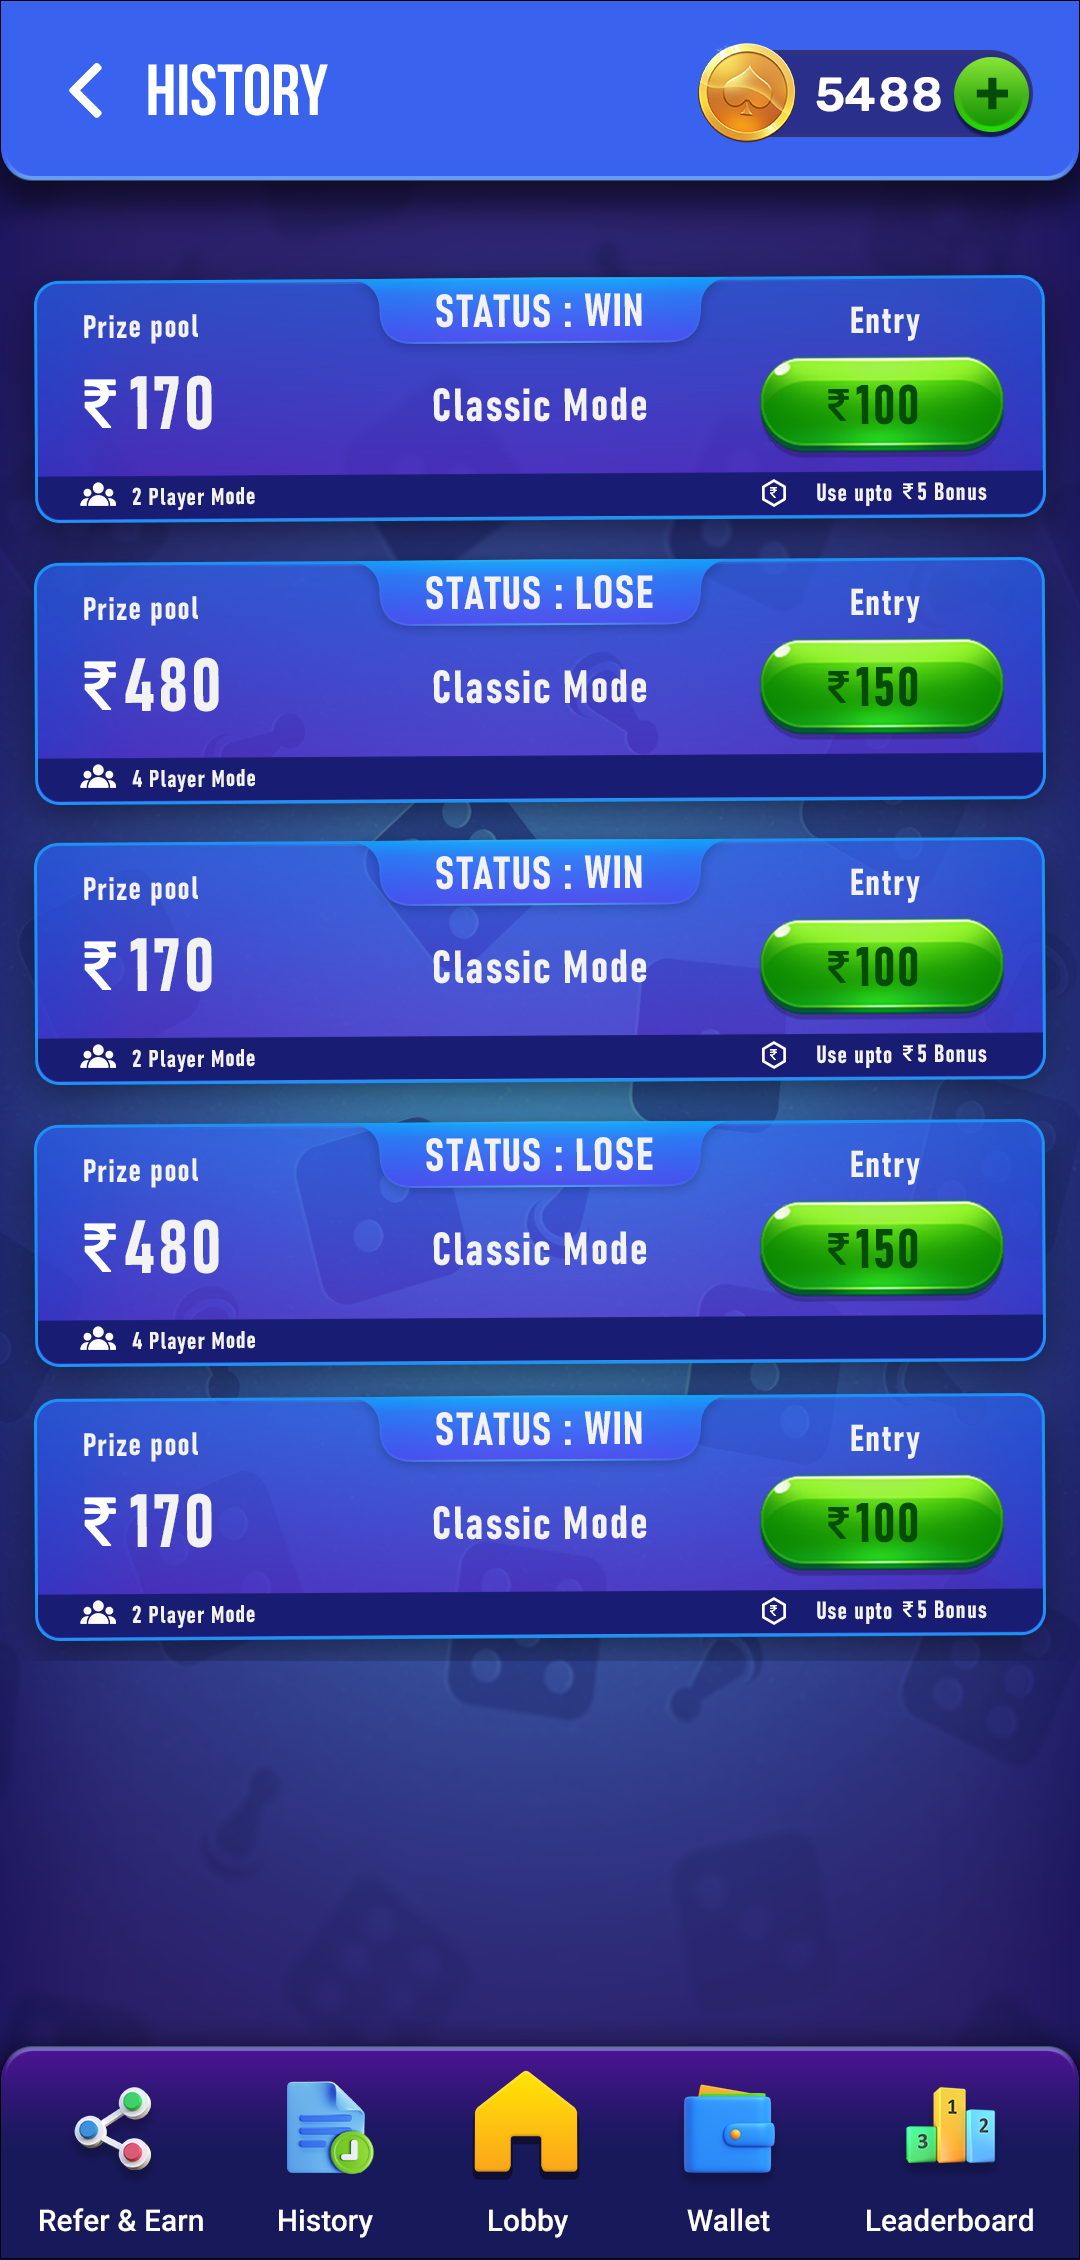 HISTORY
5488
STATUS : WIN
Prize pool
Entry
₹170
Classic Mode
₹100
2 Player Mode
Use upto ₹5 Bonus
STATUS : LOSE
Prize pool
Entry
₹480
Classic Mode
₹150
4 Player Mode
STATUS : WIN
Prize pool
Entry
₹170
Classic Mode
₹100
2 Player Mode
Use upto ₹5 Bonus
STATUS : LOSE
Prize pool
Entry
₹480
Classic Mode
₹150
4 Player Mode
STATUS : WIN
Prize pool
Entry
₹170
Classic Mode
₹100
2 Player Mode
Use upto ₹5 Bonus
1
2
3
Refer & Earn
History
Lobby
Wallet
Leaderboard